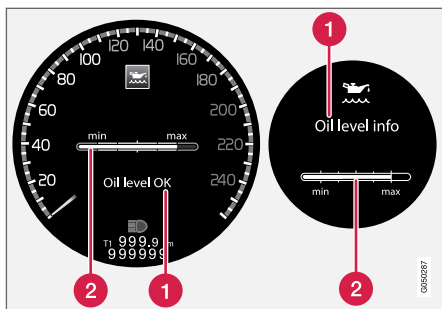 120 140
100 160
80 180
60 200
40 220
20 240
min max
Oil level OK
T1 999.9 m
999999
2
1
1
Oil level info
min max
2
G050287